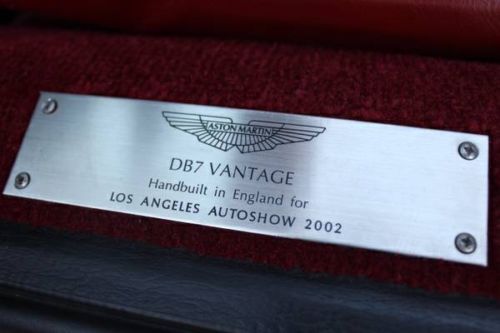 ASTON MARTIN
DB7 VANTAGE
Handbuilt in England for
LOS ANGELES AUTOSHOW 2002